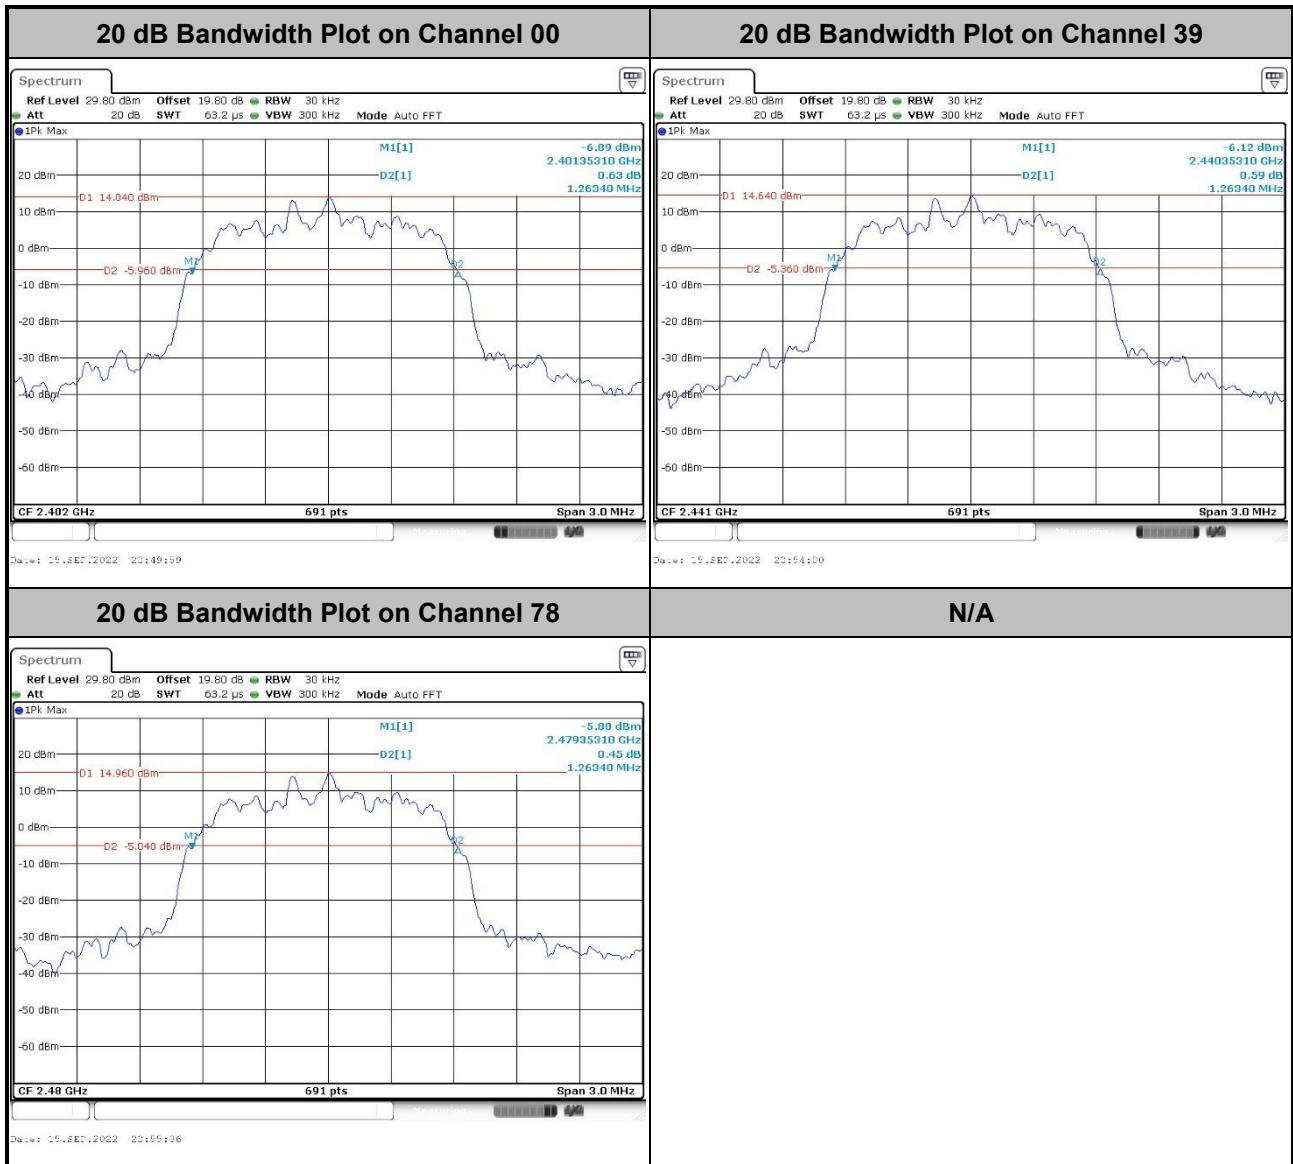 20 dB Bandwidth Plot on Channel 00
20 dB Bandwidth Plot on Channel 39
Spectrum
Ref Level 29.80 dBm Offset 19.80 dB RBW 30 kHz
Att 20 dB SWT 63.2 µs VBW 300 kHz Mode Auto FFT
1Pk Max
M1[1] -6.89 dBm
2.40135310 GHz
D2[1] 0.63 dB
1.26340 MHz
20 dBm
D1 14.040 dBm
10 dBm
0 dBm
M1
D2
D2 -5.960 dBm
-10 dBm
-20 dBm
-30 dBm
-40 dBm
-50 dBm
-60 dBm
CF 2.402 GHz 691 pts Span 3.0 MHz
Date: 15.SEP.2022 23:49:59
Spectrum
Ref Level 29.80 dBm Offset 19.80 dB RBW 30 kHz
Att 20 dB SWT 63.2 µs VBW 300 kHz Mode Auto FFT
1Pk Max
M1[1] -6.12 dBm
2.44035310 GHz
D2[1] 0.59 dB
1.26340 MHz
20 dBm
D1 14.640 dBm
10 dBm
0 dBm
M1
D2
D2 -5.360 dBm
-10 dBm
-20 dBm
-30 dBm
-40 dBm
-50 dBm
-60 dBm
CF 2.441 GHz 691 pts Span 3.0 MHz
Date: 15.SEP.2022 23:54:00
20 dB Bandwidth Plot on Channel 78
N/A
Spectrum
Ref Level 29.80 dBm Offset 19.80 dB RBW 30 kHz
Att 20 dB SWT 63.2 µs VBW 300 kHz Mode Auto FFT
1Pk Max
M1[1] -5.80 dBm
2.47935310 GHz
D2[1] 0.45 dB
1.26340 MHz
20 dBm
D1 14.960 dBm
10 dBm
0 dBm
M1
D2
D2 -5.040 dBm
-10 dBm
-20 dBm
-30 dBm
-40 dBm
-50 dBm
-60 dBm
CF 2.48 GHz 691 pts Span 3.0 MHz
Date: 15.SEP.2022 23:55:36